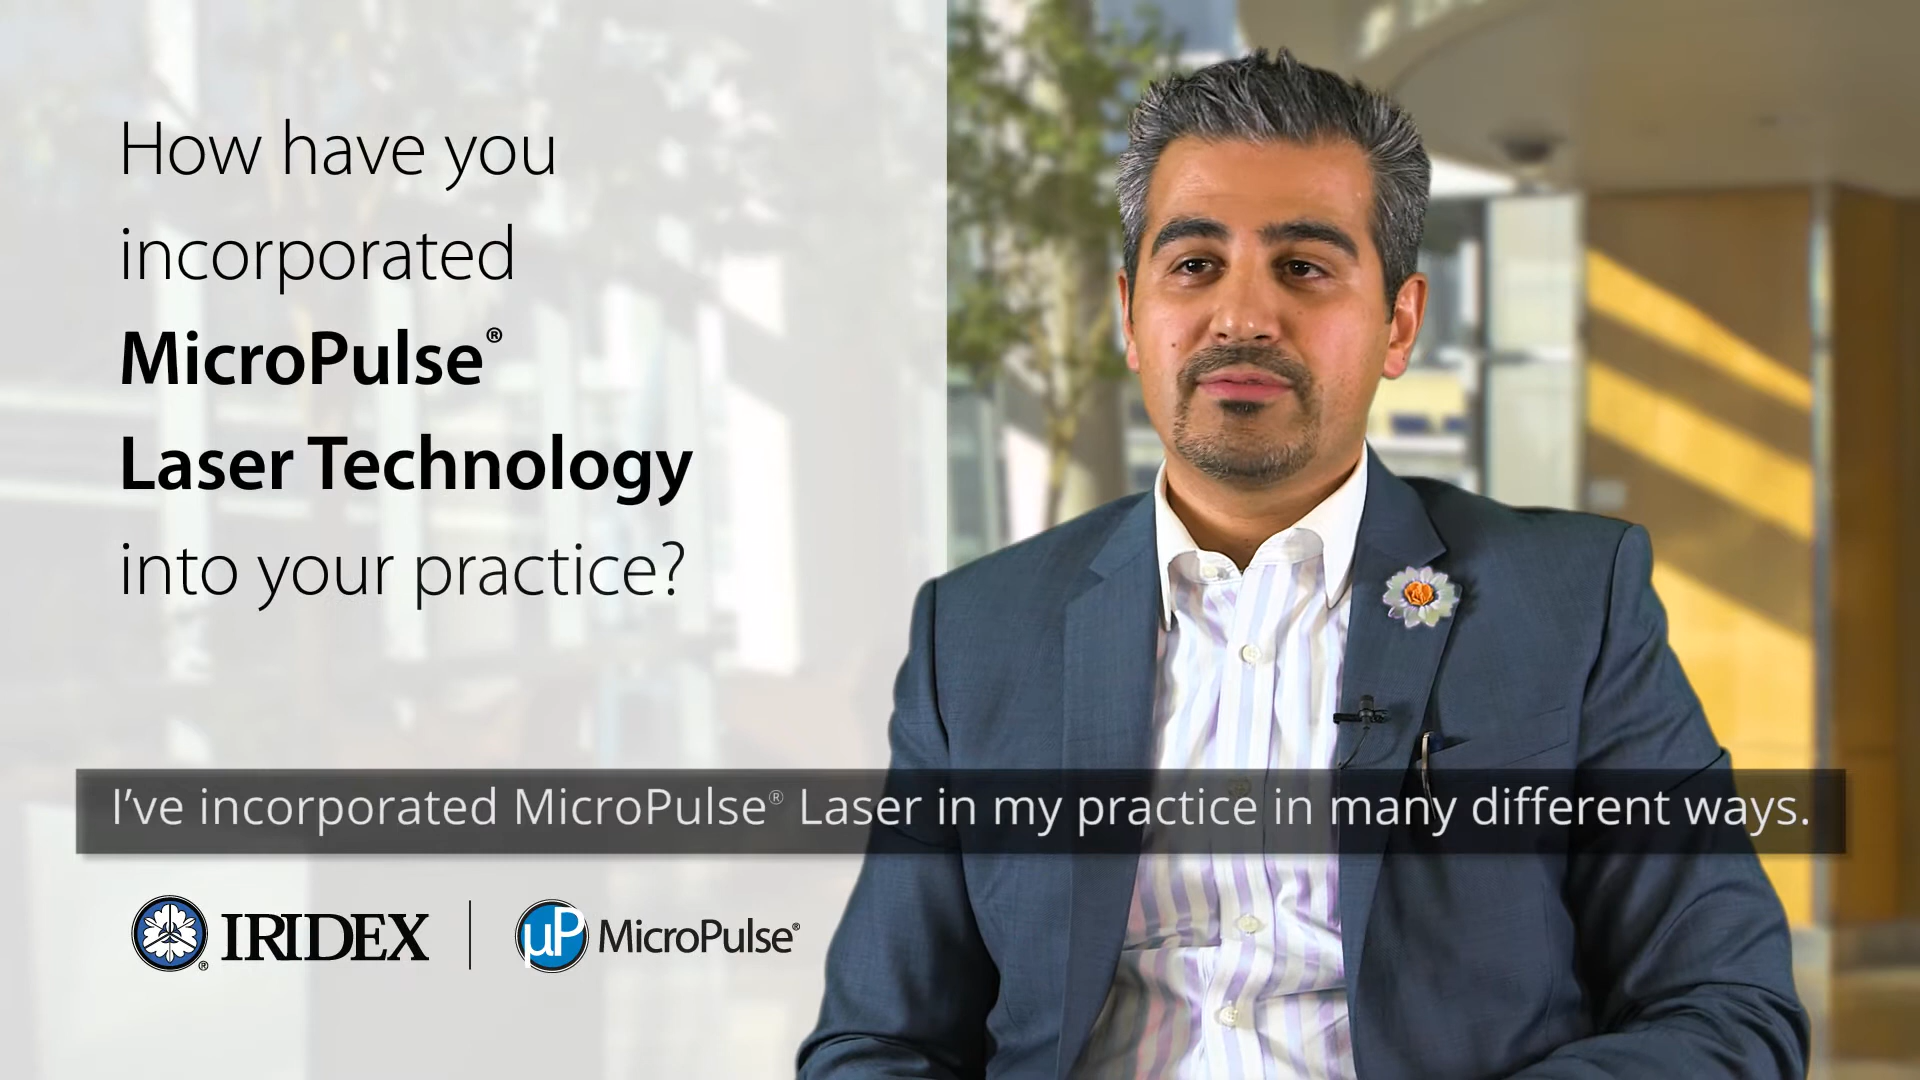 How have you
incorporated
MicroPulse®
Laser Technology
into your practice?
I’ve incorporated MicroPulse® Laser in my practice in many different ways.
IRIDEX® | µP MicroPulse®